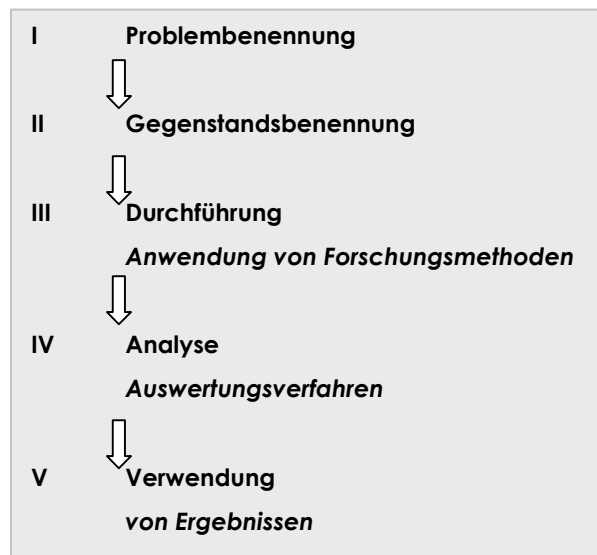 I Problembenennung
II Gegenstandsbenennung
III Durchführung
Anwendung von Forschungsmethoden
IV Analyse
Auswertungsverfahren
V Verwendung
von Ergebnissen